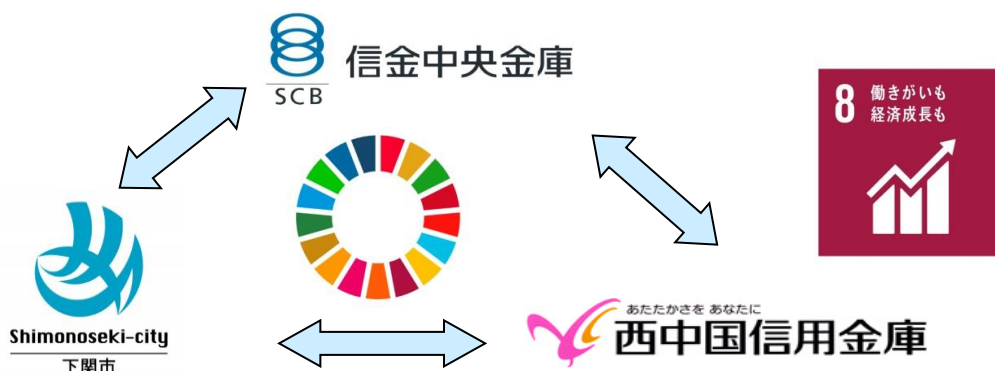 信金中央金庫
SCB
8 働きがいも
経済成長も
Shimonoseki-city
下関市
あたたかさを あなたに
西中国信用金庫